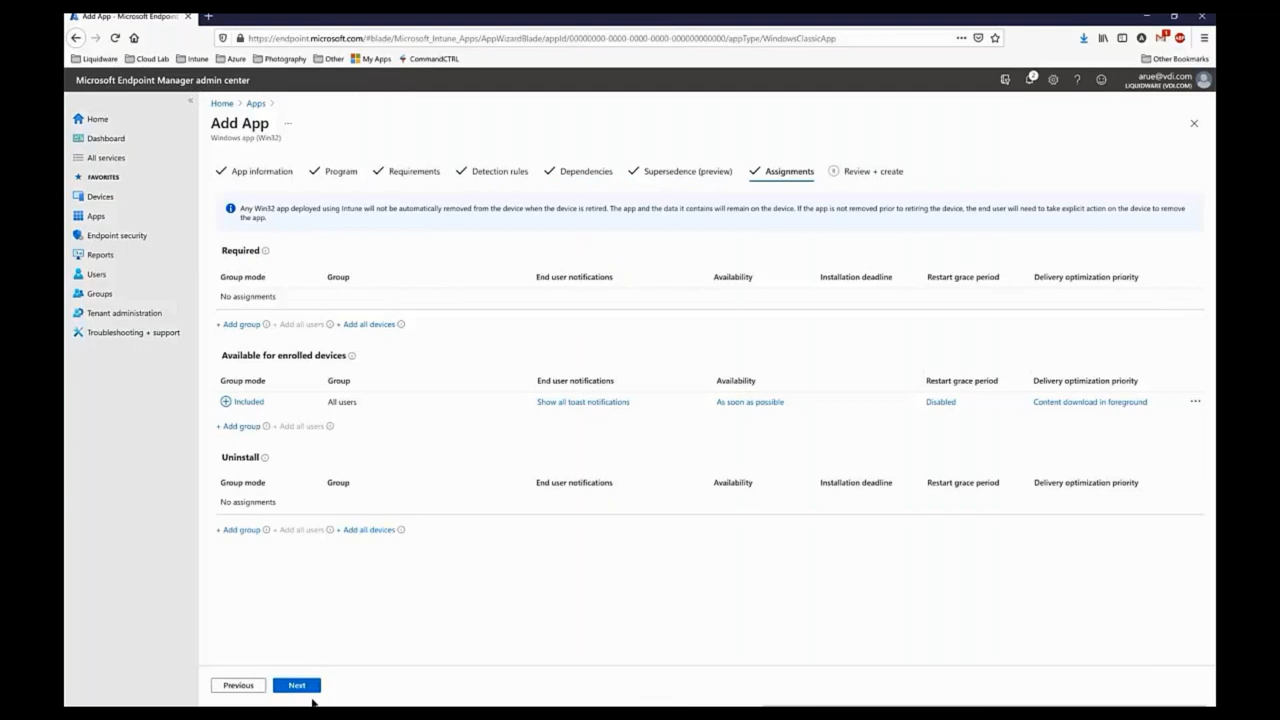 Add App - Microsoft Endpoint
https://endpoint.microsoft.com/#blade/Microsoft_Intune_Apps/AppWizardBlade/appId/00000000-0000-0000-0000-000000000000/appType/WindowsClassicApp
Liquidware Cloud Lab Intune Azure Photography Other My Apps CommandCTRL Other Bookmarks
Microsoft Endpoint Manager admin center
2
arue@vdi.com
LIQUIDWARE (VDI.COM)
Home
Dashboard
All services
FAVORITES
Devices
Apps
Endpoint security
Reports
Users
Groups
Tenant administration
Troubleshooting + support
Home > Apps >
Add App ...
Windows app (Win32)
App information Program Requirements Detection rules Dependencies Supersedence (preview) Assignments Review + create
Any Win32 app deployed using Intune will not be automatically removed from the device when the device is retired. The app and the data it contains will remain on the device. If the app is not removed prior to retiring the device, the end user will need to take explicit action on the device to remove
the app.
Required
Group mode Group End user notifications Availability Installation deadline Restart grace period Delivery optimization priority
No assignments
+ Add group + Add all users + Add all devices
Available for enrolled devices
Group mode Group End user notifications Availability Restart grace period Delivery optimization priority
Included All users Show all toast notifications As soon as possible Disabled Content download in foreground ...
+ Add group + Add all users
Uninstall
Group mode Group End user notifications Availability Installation deadline Restart grace period Delivery optimization priority
No assignments
+ Add group + Add all users + Add all devices
Previous Next